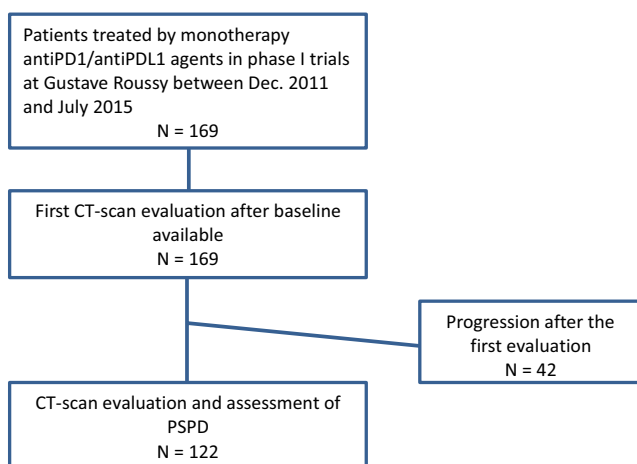 Patients treated by monotherapy
antiPD1/antiPDL1 agents in phase I trials
at Gustave Roussy between Dec. 2011
and July 2015
N = 169
First CT-scan evaluation after baseline
available
N = 169
Progression after the
first evaluation
N = 42
CT-scan evaluation and assessment of
PSPD
N = 122